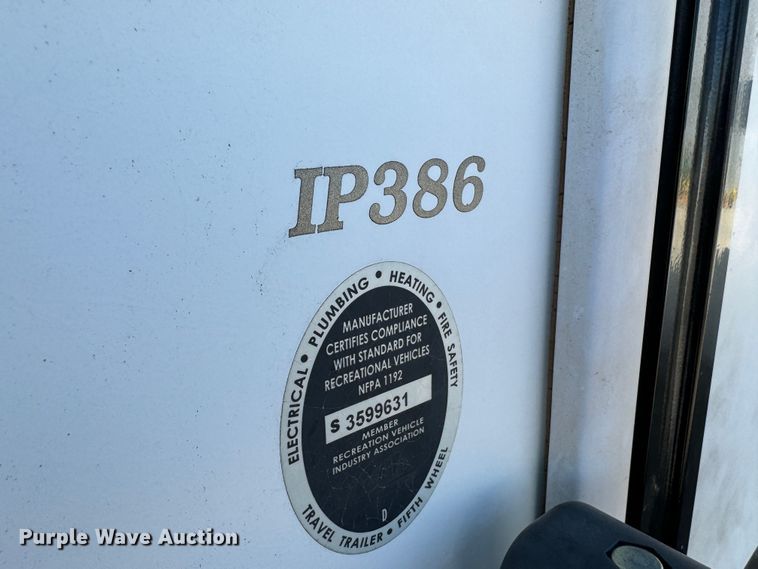 IP386
ELECTRICAL • PLUMBING • HEATING • FIRE SAFETY
MANUFACTURER
CERTIFIES COMPLIANCE
WITH STANDARD FOR
RECREATIONAL VEHICLES
NFPA 1192
S 3599631
MEMBER
RECREATION VEHICLE
INDUSTRY ASSOCIATION
D
TRAVEL TRAILER • FIFTH WHEEL
Purple Wave Auction